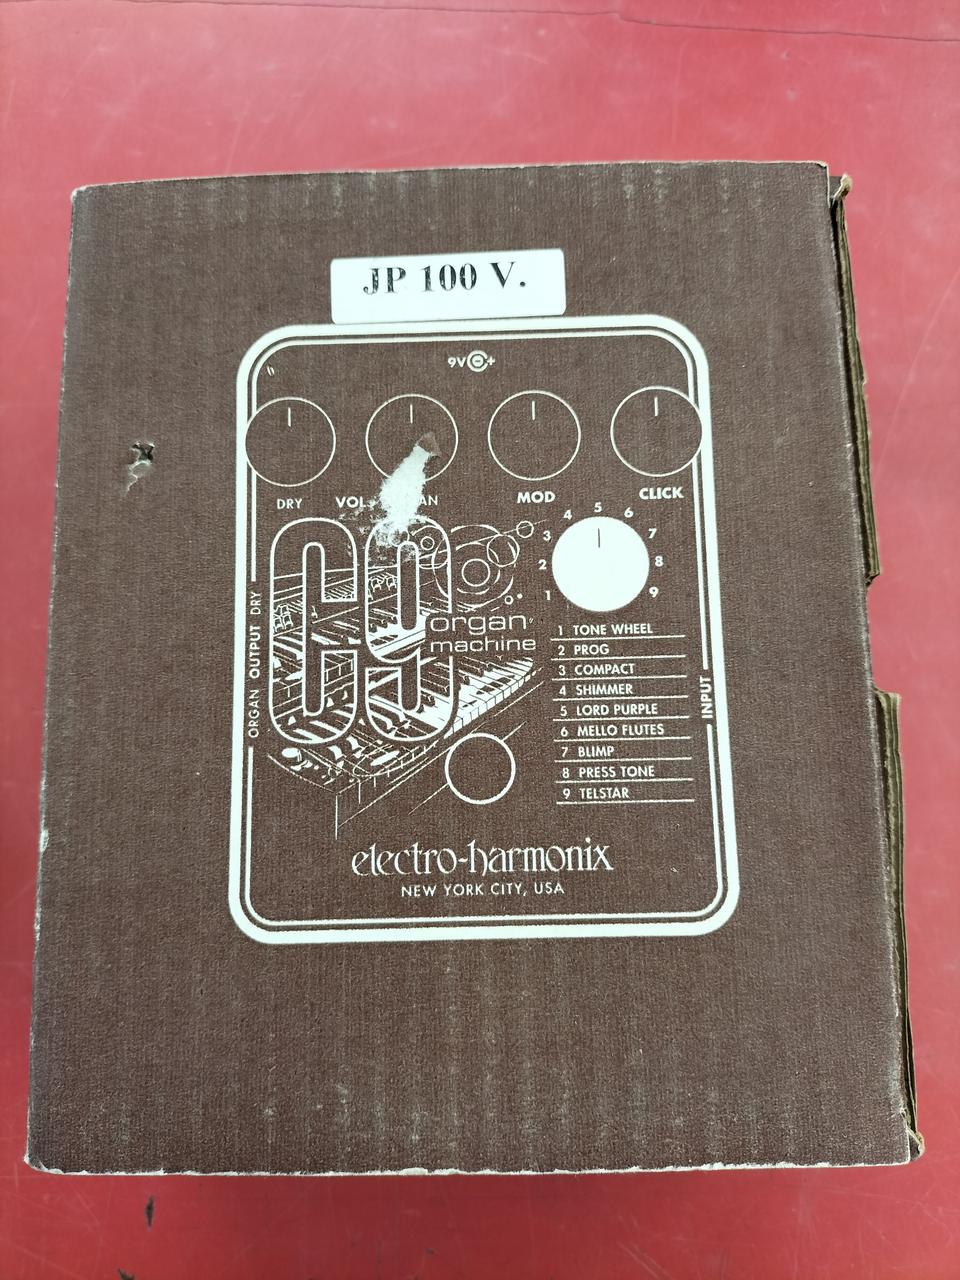 JP 100 V.
9V +
DRY
MOD
CLICK
1 2 3 4 5 6 7 8 9
C9
organ
machine
ORGAN OUTPUT DRY
INPUT
1 TONE WHEEL
2 PROG
3 COMPACT
4 SHIMMER
5 LORD PURPLE
6 MELLO FLUTES
7 BLIMP
8 PRESS TONE
9 TELSTAR
electro-harmonix
NEW YORK CITY, USA